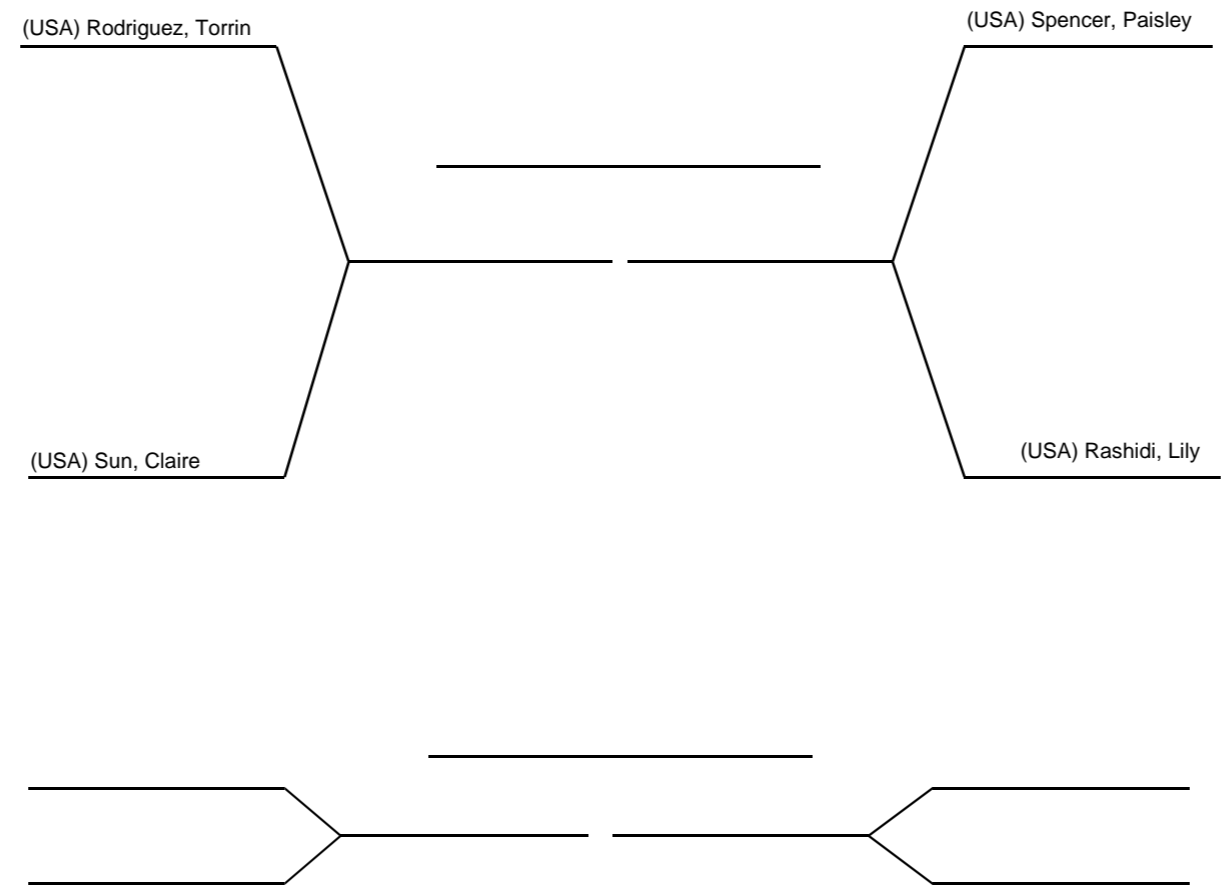 (USA) Rodriguez, Torrin
(USA) Spencer, Paisley
(USA) Sun, Claire
(USA) Rashidi, Lily